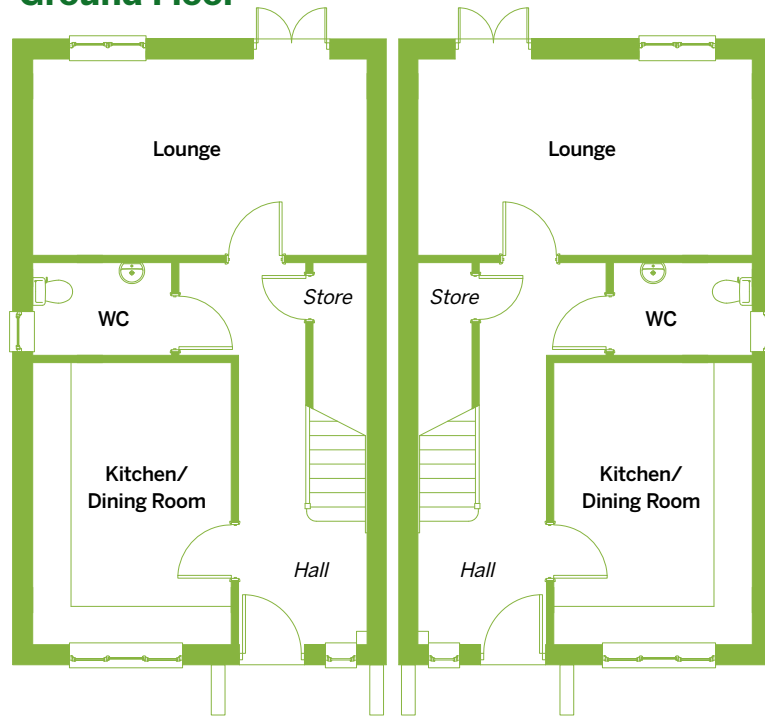 Ground Floor
Lounge
Lounge
Store
Store
WC
WC
Kitchen/
Dining Room
Kitchen/
Dining Room
Hall
Hall